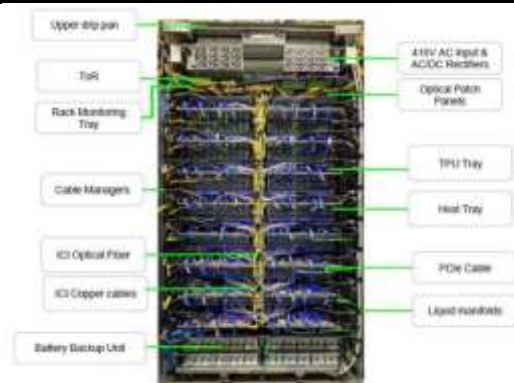 Upper drip pan
ToR
Rack Monitoring
Tray
Cable Managers
ICI Optical Fiber
ICI Copper cables
Battery Backup Unit
416V AC Input &
AC/DC Rectifiers
Optical Patch
Panels
TPU Tray
Host Tray
PCIe Cable
Liquid manifolds